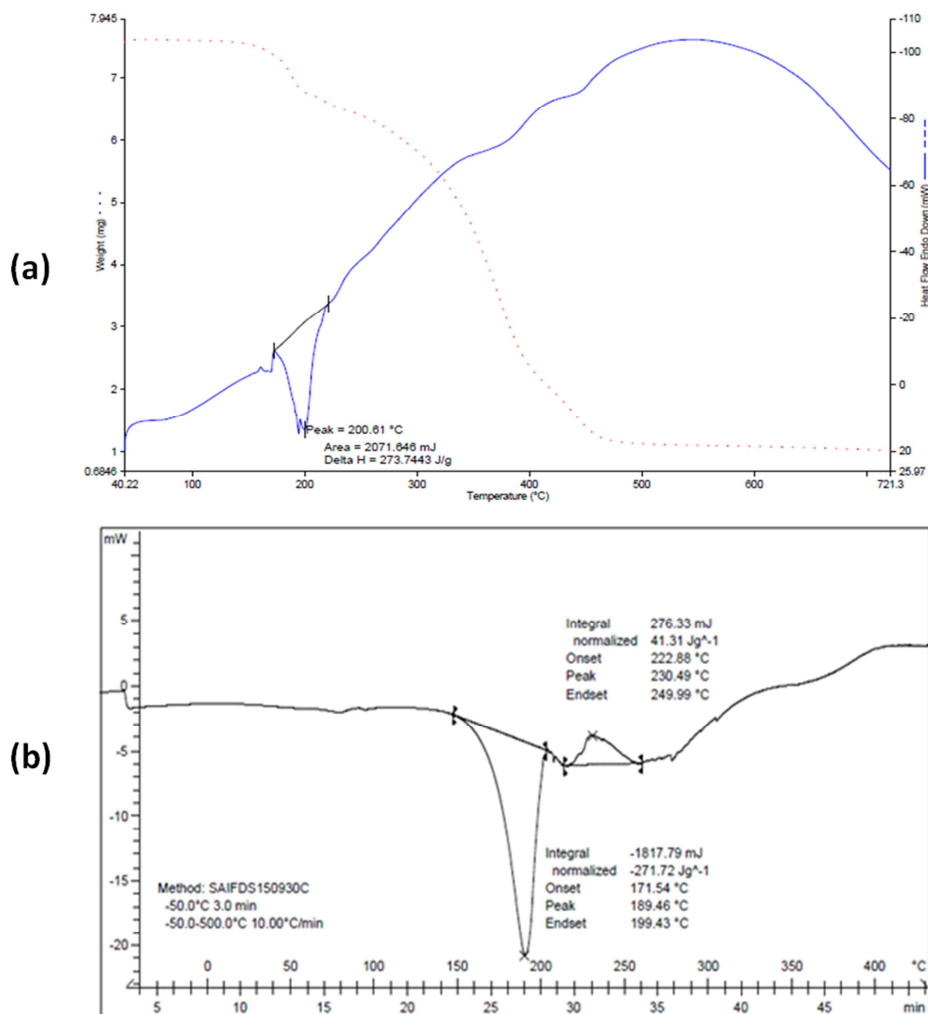 (a)
7.945
7
6
5
4
3
2
1
0.6846
Weight (mg)
-110
-100
-80
-60
-40
-20
0
20
25.97
Heat Flow Endo Down (mW)
Peak = 200.61 °C
Area = 2071.646 mJ
Delta H = 273.7443 J/g
40.22
100
200
300
400
500
600
721.3
Temperature (°C)
(b)
mW
5
0
-5
-10
-15
-20
Integral 276.33 mJ
normalized 41.31 Jg^-1
Onset 222.88 °C
Peak 230.49 °C
Endset 249.99 °C
Integral -1817.79 mJ
normalized -271.72 Jg^-1
Onset 171.54 °C
Peak 189.46 °C
Endset 199.43 °C
Method: SAIFDS150930C
-50.0°C 3.0 min
-50.0-500.0°C 10.00°C/min
0 50 100 150 200 250 300 350 400 °C
5 10 15 20 25 30 35 40 45 min